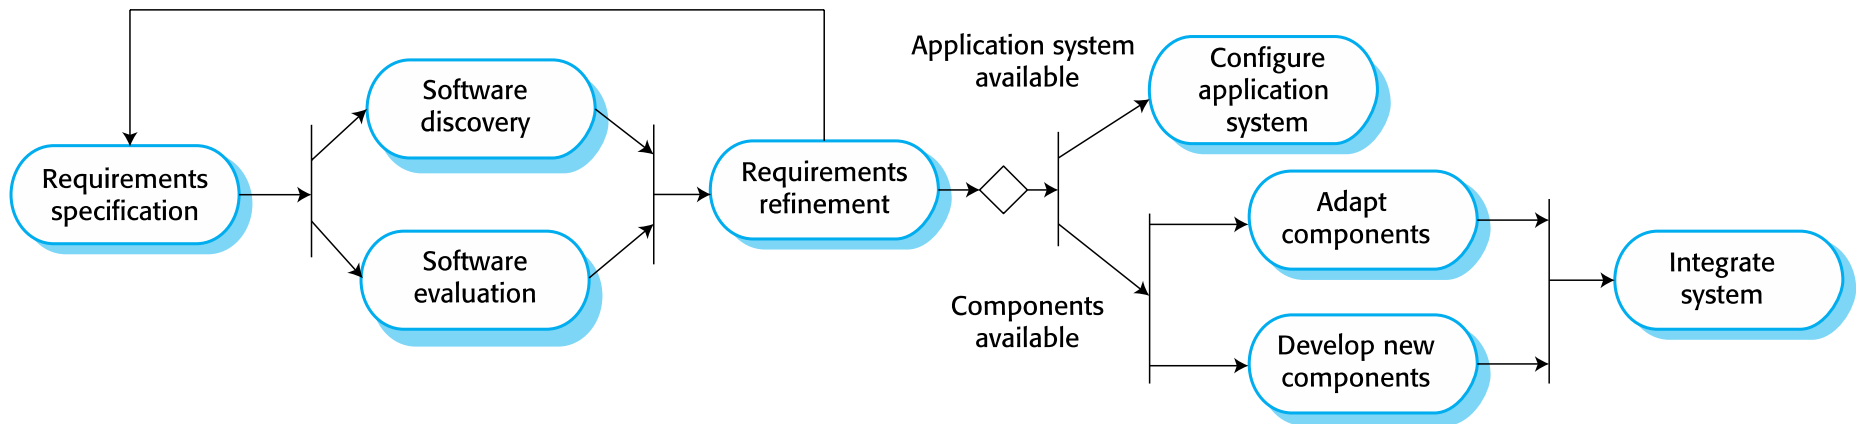 Requirements
specification
Software
discovery
Software
evaluation
Requirements
refinement
Application system
available
Configure
application
system
Components
available
Adapt
components
Develop new
components
Integrate
system